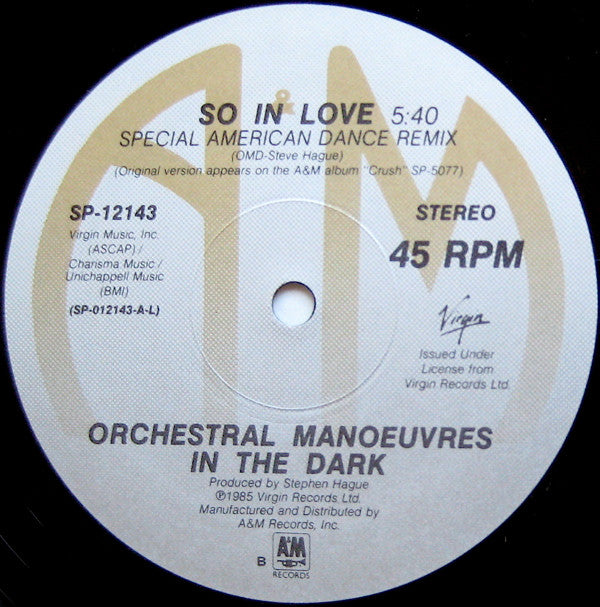 &
SO IN LOVE 5:40
SPECIAL AMERICAN DANCE REMIX
(OMD-Steve Hague)
(Original version appears on the A&M album "Crush" SP-5077)
SP-12143
Virgin Music, Inc.
(ASCAP) /
Charisma Music /
Unichappell Music
(BMI)
(SP-012143-A-L)
STEREO
45 RPM
Virgin
Issued Under
License from
Virgin Records Ltd.
ORCHESTRAL MANOEUVRES
IN THE DARK
Produced by Stephen Hague
℗1985 Virgin Records Ltd.
Manufactured and Distributed by
A&M Records, Inc.
B
A&M
RECORDS